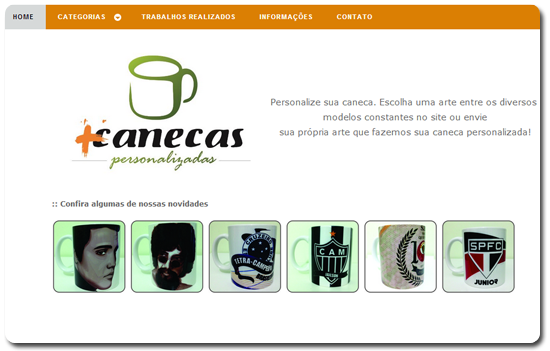 HOME CATEGORIAS TRABALHOS REALIZADOS INFORMAÇÕES CONTATO
+canecas
personalizadas
Personalize sua caneca. Escolha uma arte entre os diversos
modelos constantes no site ou envie
sua própria arte que fazemos sua caneca personalizada!
:: Confira algumas de nossas novidades
CRUZEIRO
TETRA-CAMPEÃO
CAM
10
SPFC
JUNIOR